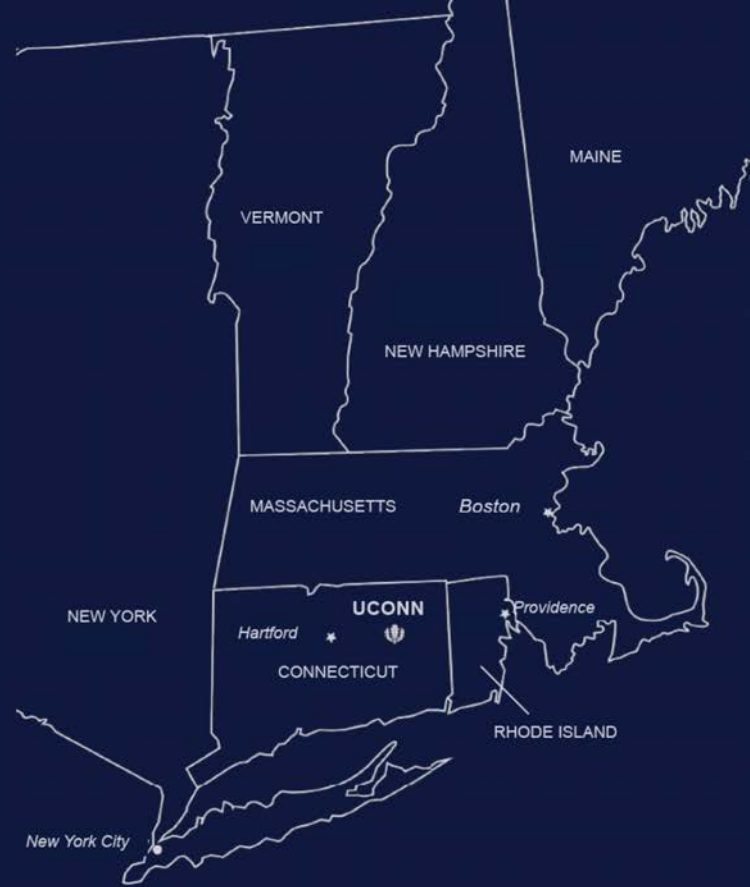 MAINE
VERMONT
NEW HAMPSHIRE
MASSACHUSETTS
Boston
UCONN
Providence
NEW YORK
Hartford
CONNECTICUT
RHODE ISLAND
New York City